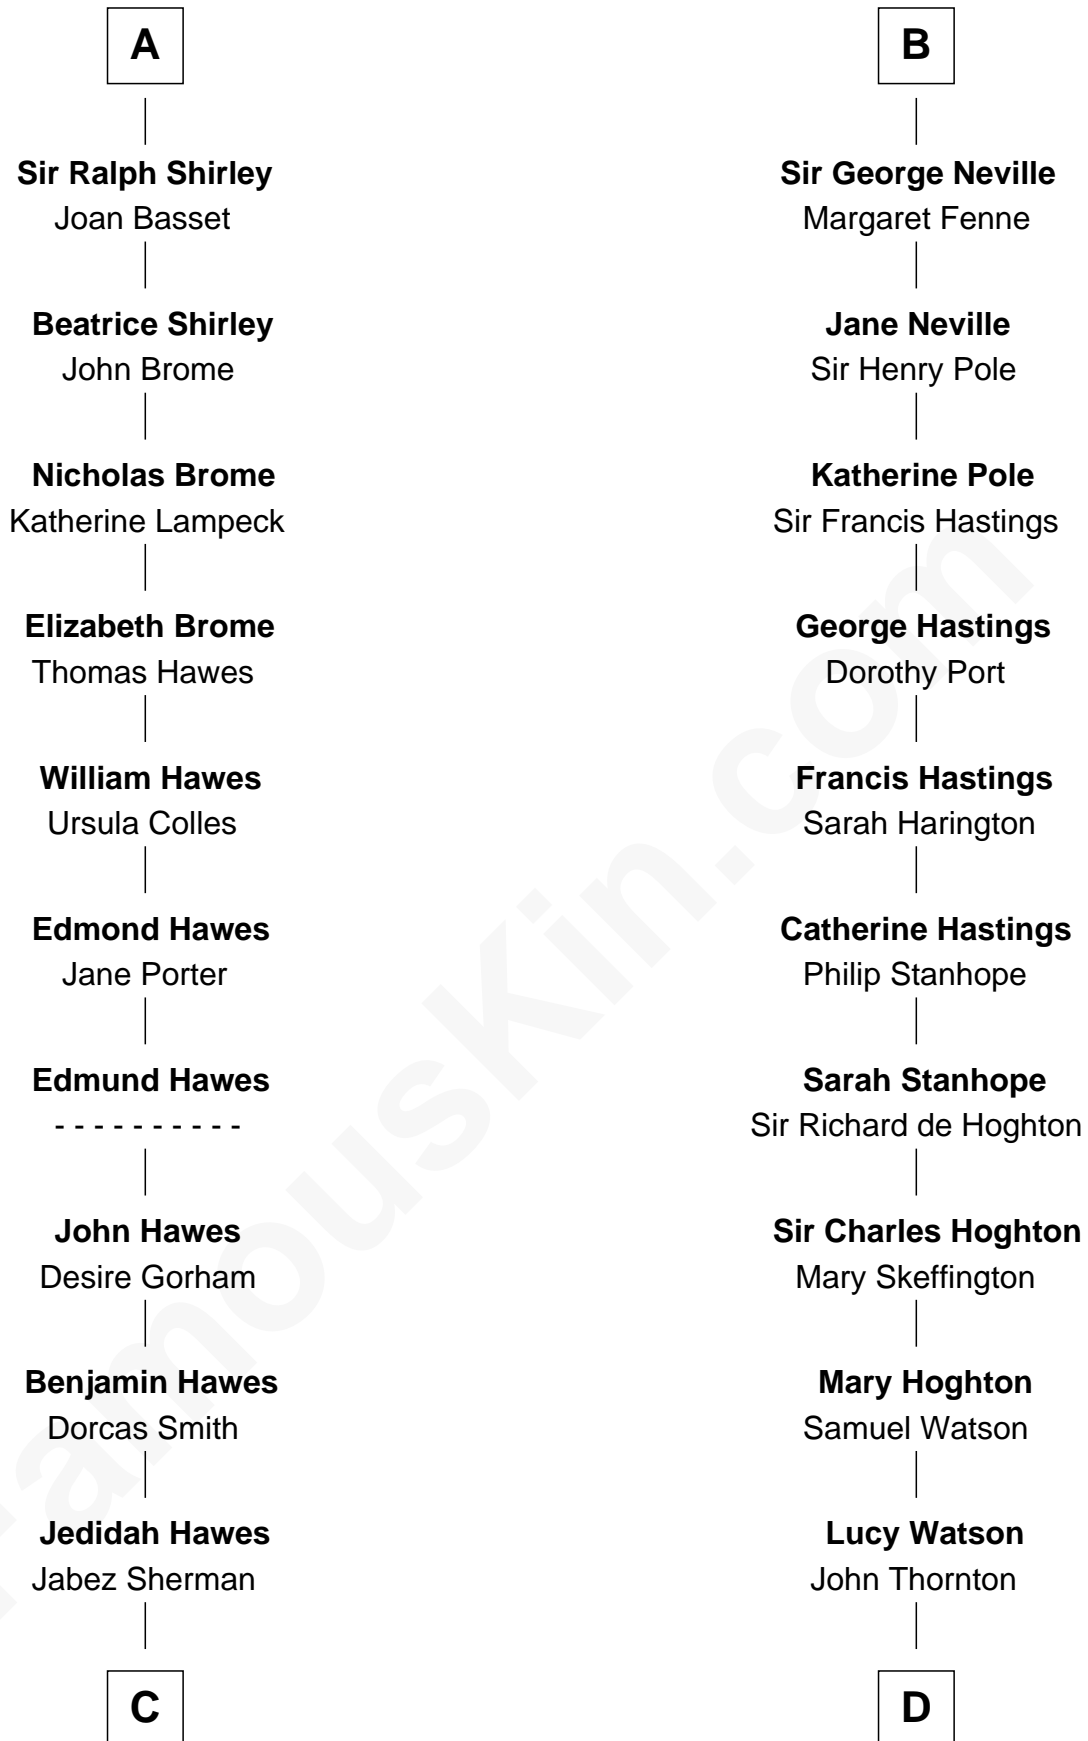 A
Sir Ralph Shirley
Joan Basset
Beatrice Shirley
John Brome
Nicholas Brome
Katherine Lampeck
Elizabeth Brome
Thomas Hawes
William Hawes
Ursula Colles
Edmond Hawes
Jane Porter
Edmund Hawes
- - - - - - - - - -
John Hawes
Desire Gorham
Benjamin Hawes
Dorcas Smith
Jedidah Hawes
Jabez Sherman
C
B
Sir George Neville
Margaret Fenne
Jane Neville
Sir Henry Pole
Katherine Pole
Sir Francis Hastings
George Hastings
Dorothy Port
Francis Hastings
Sarah Harington
Catherine Hastings
Philip Stanhope
Sarah Stanhope
Sir Richard de Hoghton
Sir Charles Hoghton
Mary Skeffington
Mary Hoghton
Samuel Watson
Lucy Watson
John Thornton
D
FamousKin.com